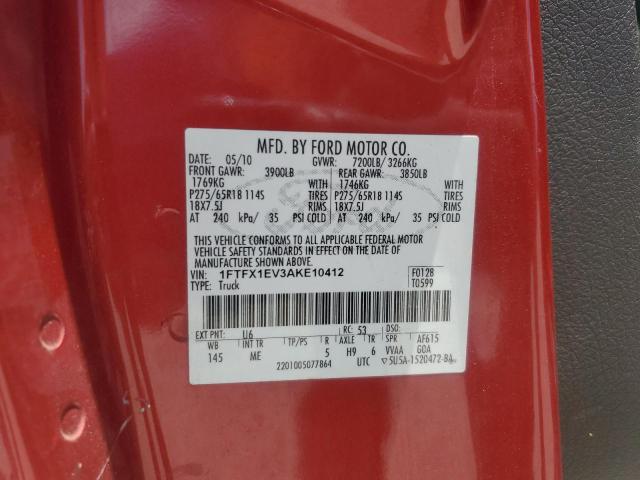 MFD. BY FORD MOTOR CO.
DATE: 05/10 GVWR: 7200LB/ 3266KG
FRONT GAWR: 3900LB REAR GAWR: 3850LB
1769KG WITH 1746KG WITH
P275/65R18 114S TIRES P275/65R18 114S TIRES
18X7.5J RIMS 18X7.5J RIMS
AT 240 kPa/ 35 PSI COLD AT 240 kPa/ 35 PSI COLD
THIS VEHICLE CONFORMS TO ALL APPLICABLE FEDERAL MOTOR
VEHICLE SAFETY STANDARDS IN EFFECT ON THE DATE OF
MANUFACTURE SHOWN ABOVE.
VIN: 1FTFX1EV3AKE10412 F0128
TYPE: Truck T0599
EXT PNT: U6 RC: 53 DSO:
WB INT TR TP/PS R AXLE TR SPR AF615
145 ME 5 H9 6 VVAA GOA
2201005077864 UTC 5U5A-1520472-BA